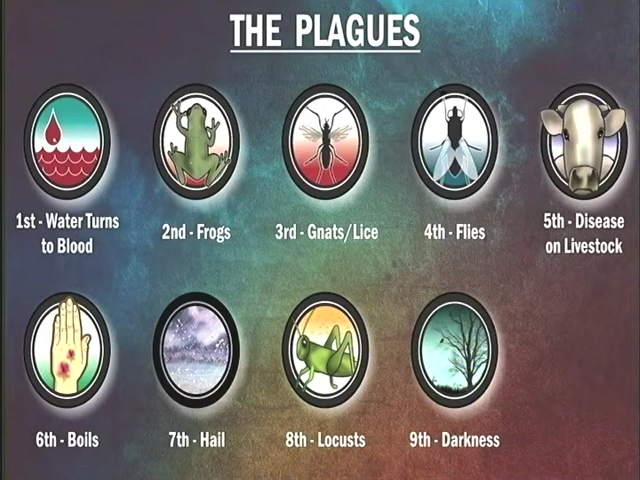 THE PLAGUES
1st - Water Turns
to Blood
2nd - Frogs
3rd - Gnats/Lice
4th - Flies
5th - Disease
on Livestock
6th - Boils
7th - Hail
8th - Locusts
9th - Darkness